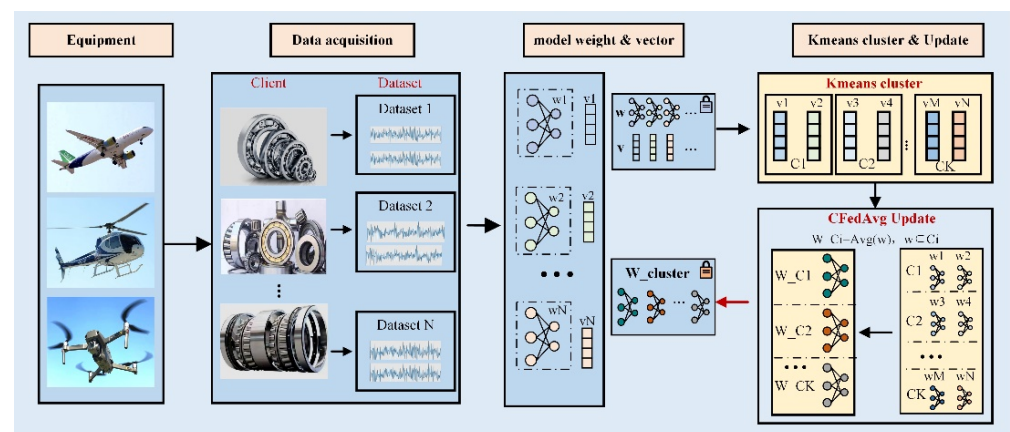 Equipment
Data acquisition
model weight & vector
Kmeans cluster & Update
Client
Dataset
Dataset 1
Dataset 2
Dataset N
w1
v1
w2
v2
wN
vN
w
v
W_cluster
Kmeans cluster
v1 v2 v3 v4 vM vN
C1 C2 CK
CFedAvg Update
W_Ci=Avg(w), w⊆Ci
W_C1
W_C2
W_CK
w1 w2
C1
w3 w4
C2
wM wN
CK